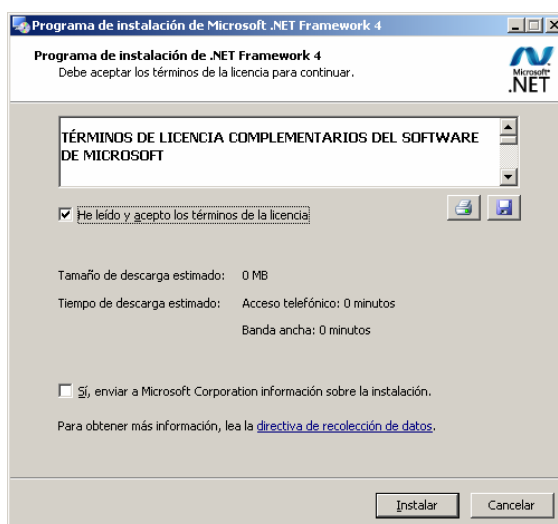 Programa de instalación de Microsoft .NET Framework 4
Programa de instalación de .NET Framework 4
Debe aceptar los términos de la licencia para continuar.
Microsoft
.NET
TÉRMINOS DE LICENCIA COMPLEMENTARIOS DEL SOFTWARE
DE MICROSOFT
He leído y acepto los términos de la licencia
Tamaño de descarga estimado: 0 MB
Tiempo de descarga estimado: Acceso telefónico: 0 minutos
Banda ancha: 0 minutos
Sí, enviar a Microsoft Corporation información sobre la instalación.
Para obtener más información, lea la directiva de recolección de datos.
Instalar Cancelar